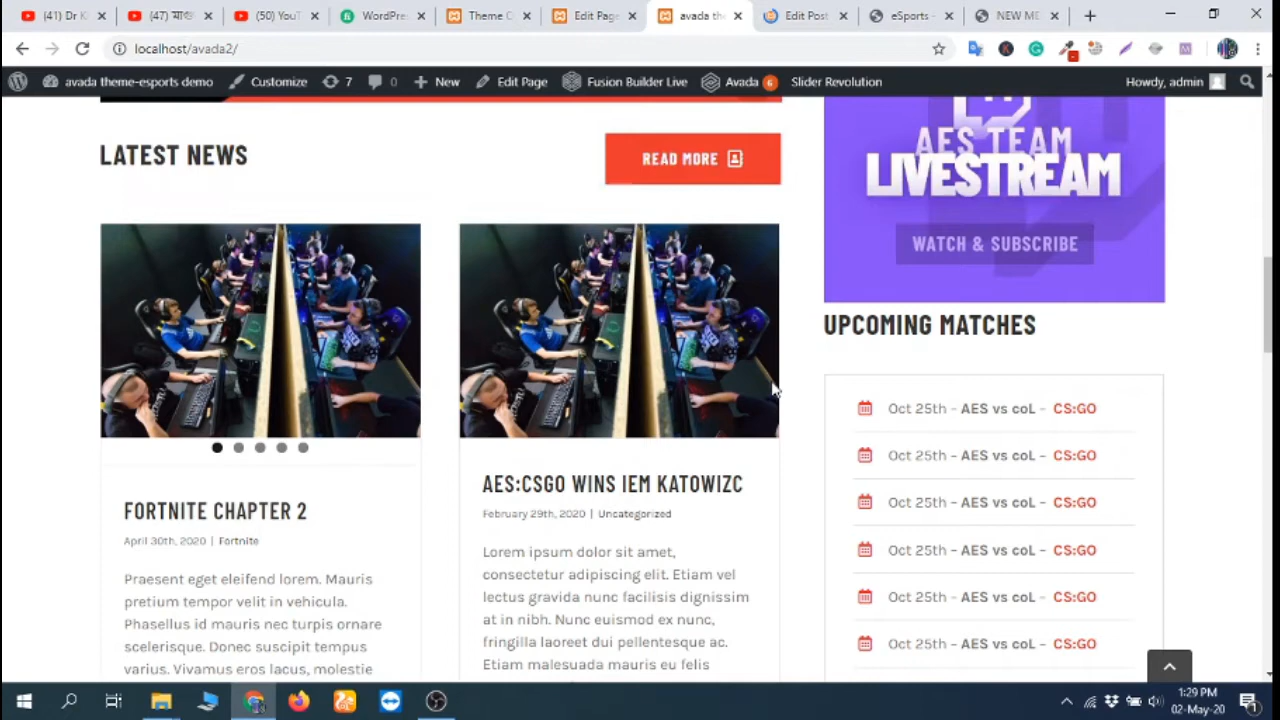 (41) Dr K
(47) মাগু
(50) YouT
WordPre
Theme C
Edit Page
avada the
Edit Post
eSports -
NEW ME
localhost/avada2/
avada theme-esports demo
Customize
7
0
New
Edit Page
Fusion Builder Live
Avada 6
Slider Revolution
Howdy, admin
LATEST NEWS
READ MORE
AES TEAM
LIVESTREAM
WATCH & SUBSCRIBE
UPCOMING MATCHES
Oct 25th - AES vs coL - CS:GO
Oct 25th - AES vs coL - CS:GO
Oct 25th - AES vs coL - CS:GO
Oct 25th - AES vs coL - CS:GO
Oct 25th - AES vs coL - CS:GO
Oct 25th - AES vs coL - CS:GO
FORTNITE CHAPTER 2
April 30th, 2020 | Fortnite
Praesent eget eleifend lorem. Mauris
pretium tempor velit in vehicula.
Phasellus id mauris nec turpis ornare
scelerisque. Donec suscipit tempus
varius. Vivamus eros lacus, molestie
AES:CSGO WINS IEM KATOWIZC
February 29th, 2020 | Uncategorized
Lorem ipsum dolor sit amet,
consectetur adipiscing elit. Etiam vel
lectus gravida nunc facilisis dignissim
at in nibh. Nunc euismod ex nunc,
fringilla laoreet dui pellentesque ac.
Etiam malesuada mauris eu felis
1:29 PM
02-May-20
1